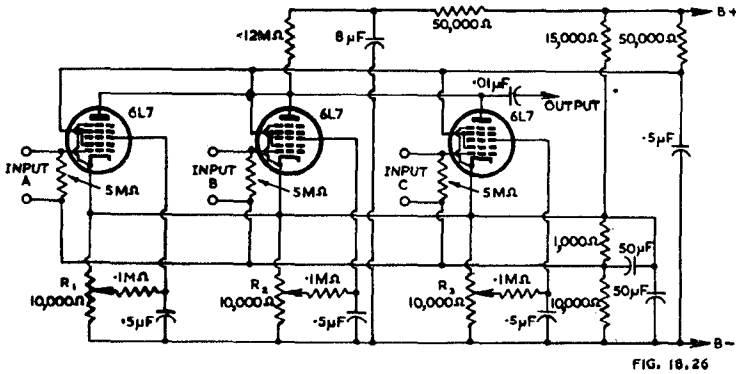 B+
·12MΩ
8µF
50,000Ω
15,000Ω
50,000Ω
·01µF
OUTPUT
6L7
6L7
6L7
·5µF
INPUT
A
INPUT
B
INPUT
C
·5MΩ
·5MΩ
·5MΩ
1,000Ω
50µF
R₁
10,000Ω
·1MΩ
·5µF
R₂
10,000Ω
·1MΩ
·5µF
R₃
10,000Ω
·1MΩ
·5µF
10,000Ω
50µF
B-
FIG. 18.26